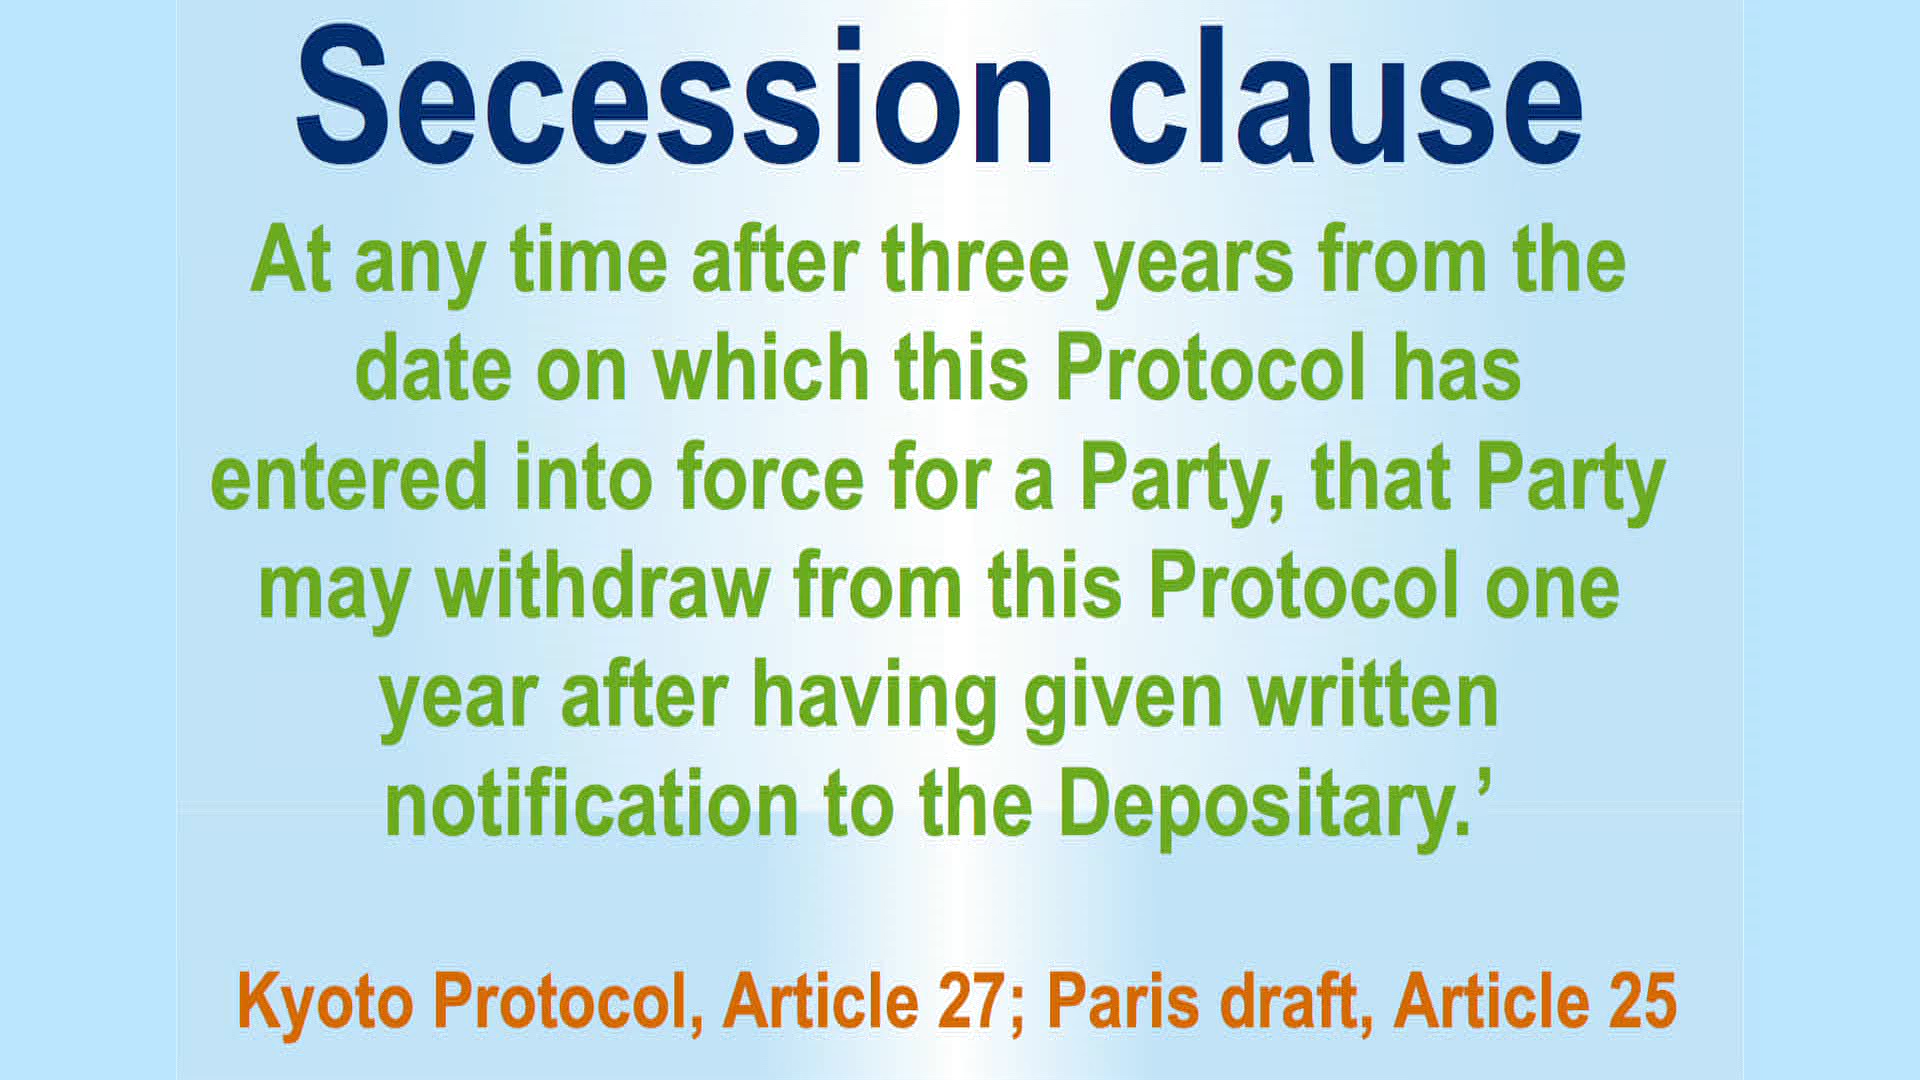 Secession clause
At any time after three years from the
date on which this Protocol has
entered into force for a Party, that Party
may withdraw from this Protocol one
year after having given written
notification to the Depositary.’
Kyoto Protocol, Article 27; Paris draft, Article 25